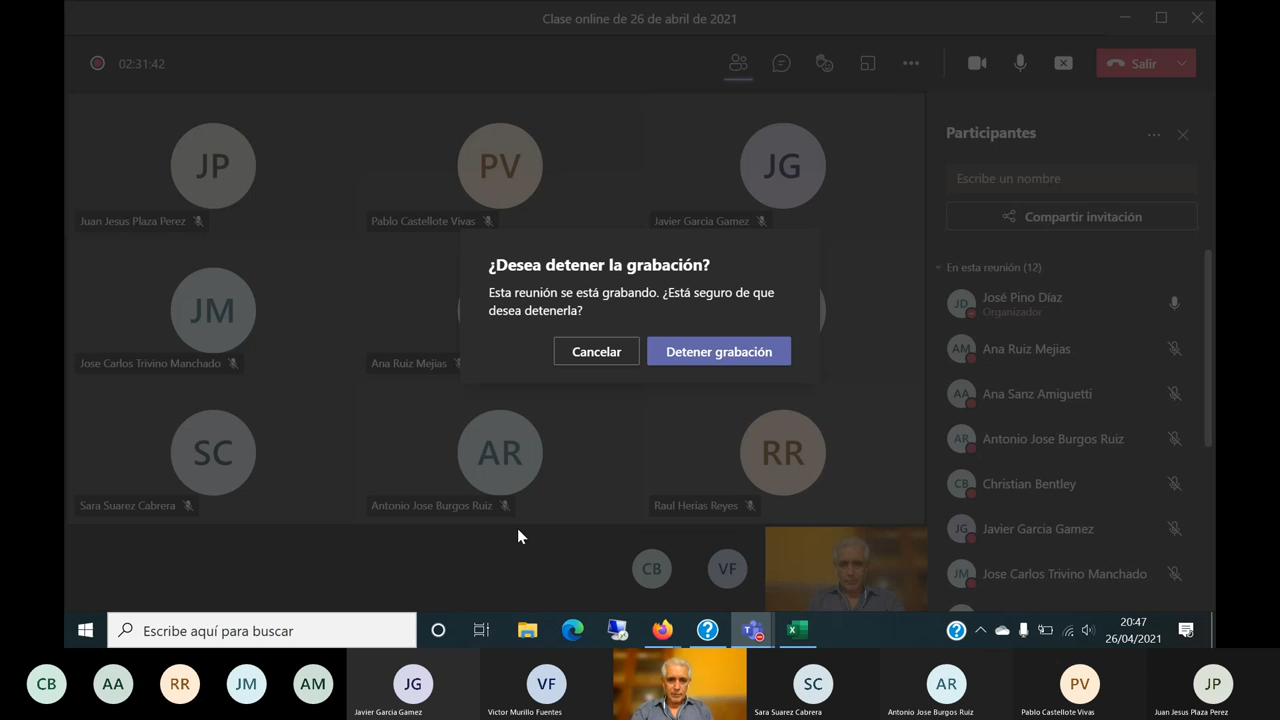 Clase online de 26 de abril de 2021
02:31:42
Salir
JP
PV
JG
Juan Jesus Plaza Perez
Pablo Castellote Vivas
Javier Garcia Gamez
JM
Jose Carlos Trivino Manchado
Ana Ruiz Mejias
SC
AR
RR
Sara Suarez Cabrera
Antonio Jose Burgos Ruiz
Raul Herias Reyes
CB
VF
¿Desea detener la grabación?
Esta reunión se está grabando. ¿Está seguro de que
desea detenerla?
Cancelar
Detener grabación
Participantes
Escribe un nombre
Compartir invitación
En esta reunión (12)
JD
José Pino Díaz
Organizador
AM
Ana Ruiz Mejias
AA
Ana Sanz Amiguetti
AR
Antonio Jose Burgos Ruiz
CB
Christian Bentley
JG
Javier Garcia Gamez
JM
Jose Carlos Trivino Manchado
Escribe aquí para buscar
20:47
26/04/2021
CB
AA
RR
JM
AM
JG
Javier Garcia Gamez
VF
Victor Murillo Fuentes
SC
Sara Suarez Cabrera
AR
Antonio Jose Burgos Ruiz
PV
Pablo Castellote Vivas
JP
Juan Jesus Plaza Perez